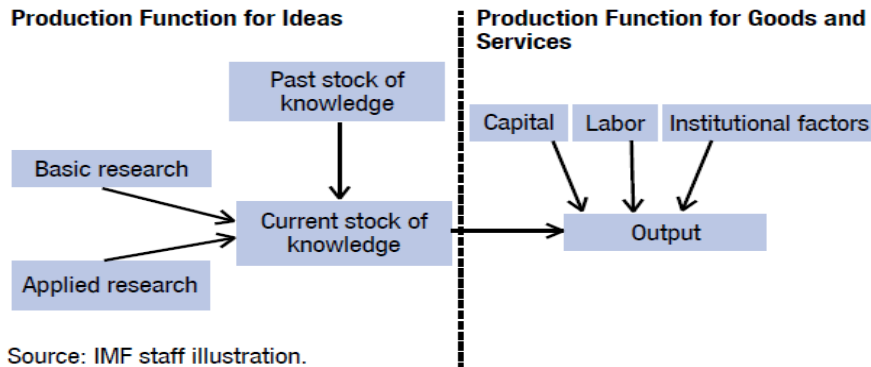 Production Function for Ideas
Past stock of
knowledge
Basic research
Current stock of
knowledge
Applied research
Production Function for Goods and
Services
Capital
Labor
Institutional factors
Output
Source: IMF staff illustration.